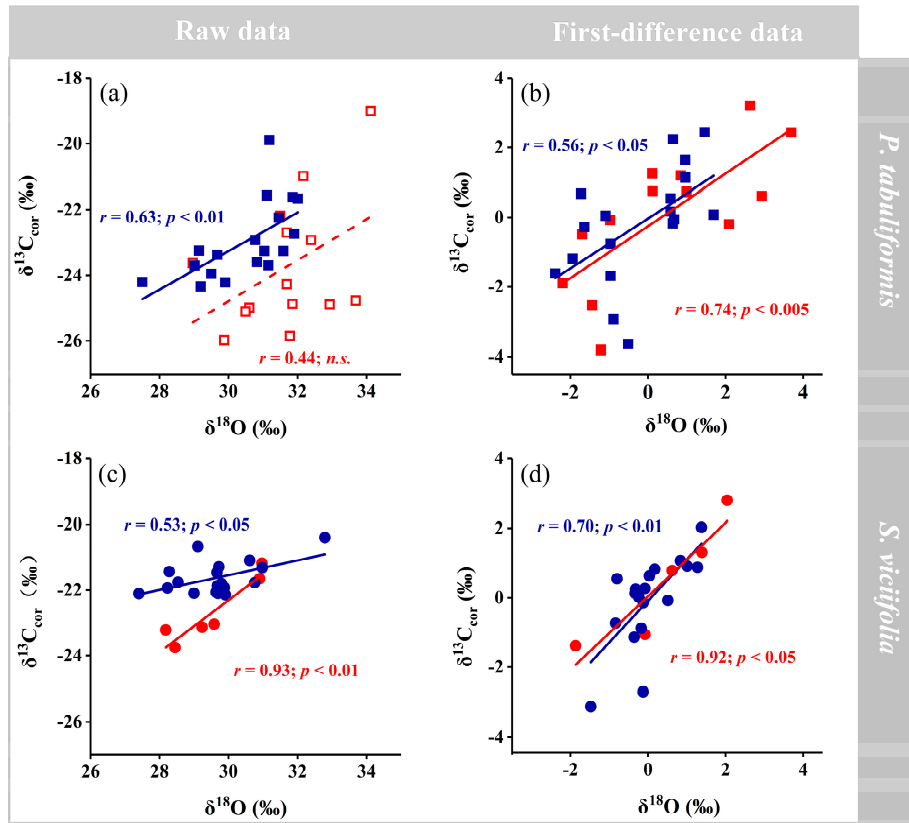 Raw data
First-difference data
P. tabuliformis
S. viciifolia
(a)
δ¹³C_cor (‰)
-18
-20
-22
-24
-26
r = 0.63; p < 0.01
r = 0.44; n.s.
26 28 30 32 34
δ¹⁸O (‰)
(b)
δ¹³C_cor (‰)
4
2
0
-2
-4
r = 0.56; p < 0.05
r = 0.74; p < 0.005
-2 0 2 4
δ¹⁸O (‰)
(c)
δ¹³C_cor (‰)
-18
-20
-22
-24
-26
r = 0.53; p < 0.05
r = 0.93; p < 0.01
26 28 30 32 34
δ¹⁸O (‰)
(d)
δ¹³C_cor (‰)
4
2
0
-2
-4
r = 0.70; p < 0.01
r = 0.92; p < 0.05
-2 0 2 4
δ¹⁸O (‰)